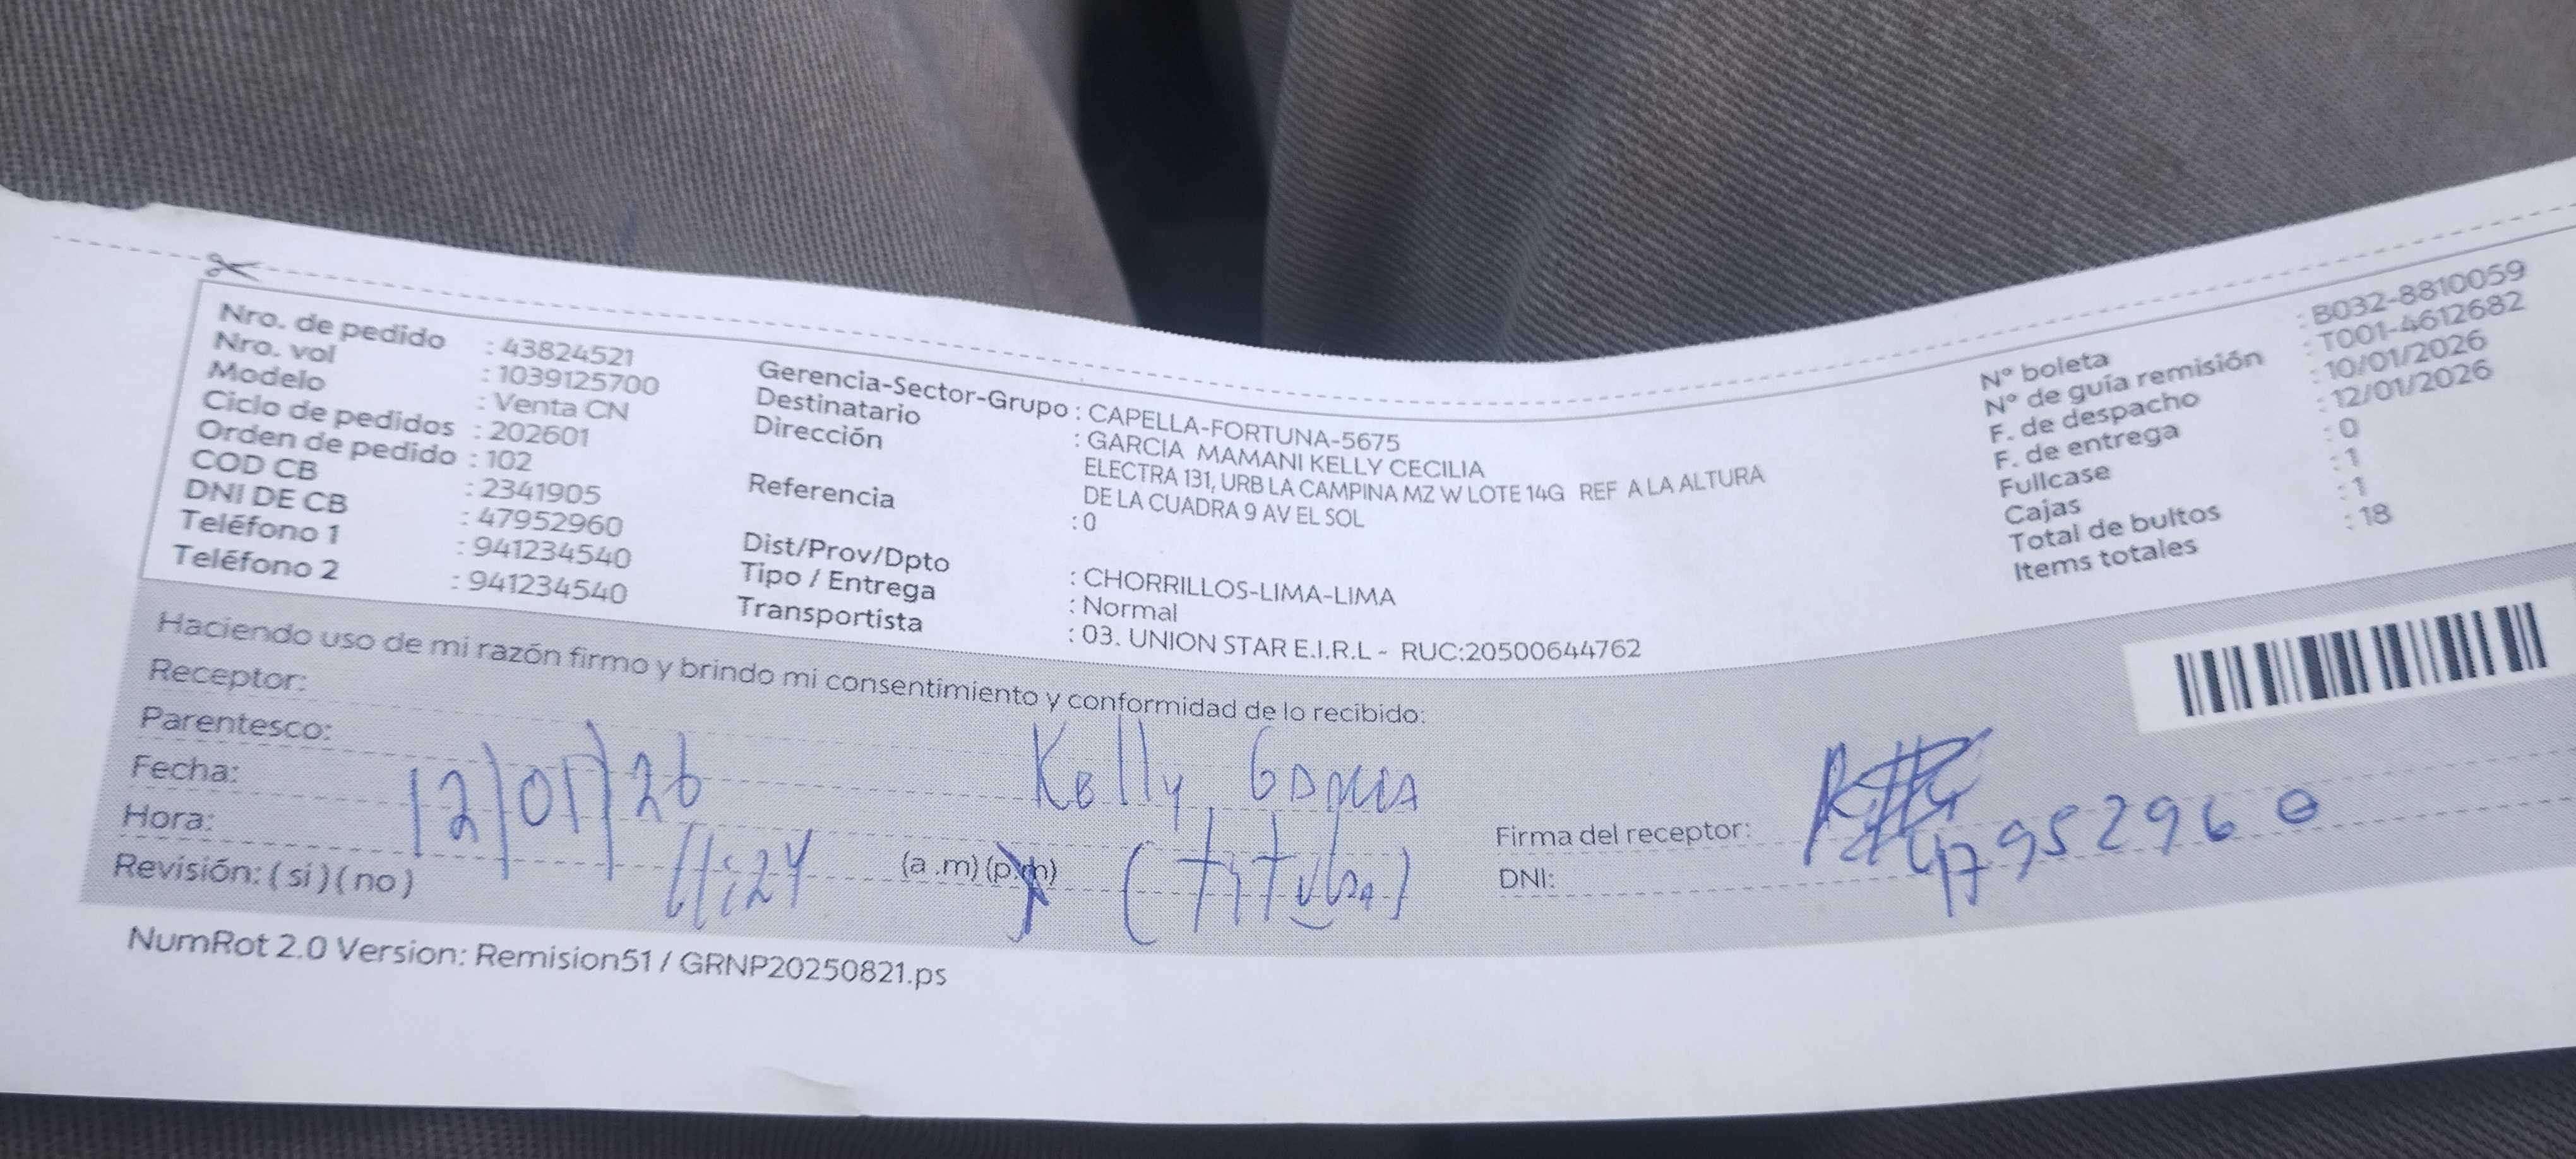 Nro. de pedido : 43824521
Nro. vol : 1039125700
Modelo : Venta CN
Ciclo de pedidos : 202601
Orden de pedido : 102
COD CB : 2341905
DNI DE CB : 47952960
Teléfono 1 : 941234540
Teléfono 2 : 941234540
Gerencia-Sector-Grupo : CAPELLA-FORTUNA-5675
Destinatario : GARCIA MAMANI KELLY CECILIA
Dirección ELECTRA 131, URB LA CAMPINA MZ W LOTE 14G REF A LA ALTURA
DE LA CUADRA 9 AV EL SOL
Referencia : 0
Dist/Prov/Dpto : CHORRILLOS-LIMA-LIMA
Tipo / Entrega : Normal
Transportista : 03. UNION STAR E.I.R.L - RUC:20500644762
N° boleta : B032-8810059
N° de guía remisión : T001-4612682
F. de despacho : 10/01/2026
F. de entrega : 12/01/2026
Fullcase : 0
Cajas : 1
Total de bultos : 1
Items totales : 18
Haciendo uso de mi razón firmo y brindo mi consentimiento y conformidad de lo recibido:
Receptor:
Parentesco:
Kelly Garcia
Fecha: 12/01/26
Hora: 11:24 (a .m) (p.m)
(Titular)
Revisión: ( si ) ( no )
Firma del receptor:
DNI: 47952960
NumRot 2.0 Version: Remision51 / GRNP20250821.ps